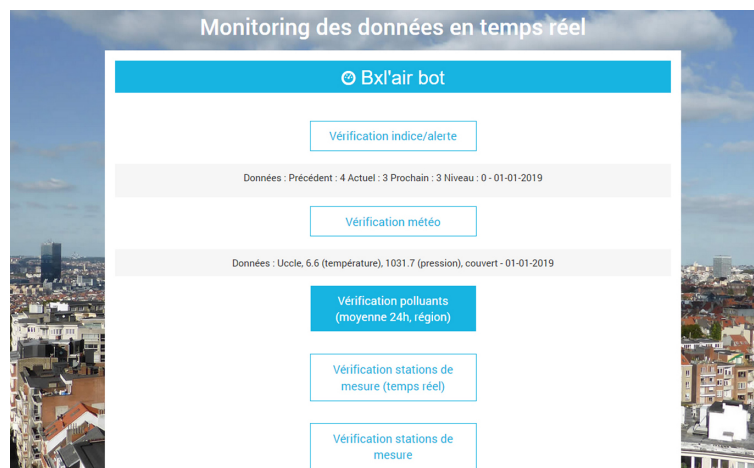 Monitoring des données en temps réel
Bxl'air bot
Vérification indice/alerte
Données : Précédent : 4 Actuel : 3 Prochain : 3 Niveau : 0 - 01-01-2019
Vérification météo
Données : Uccle, 6.6 (température), 1031.7 (pression), couvert - 01-01-2019
Vérification polluants
(moyenne 24h, région)
Vérification stations de
mesure (temps réel)
Vérification stations de
mesure